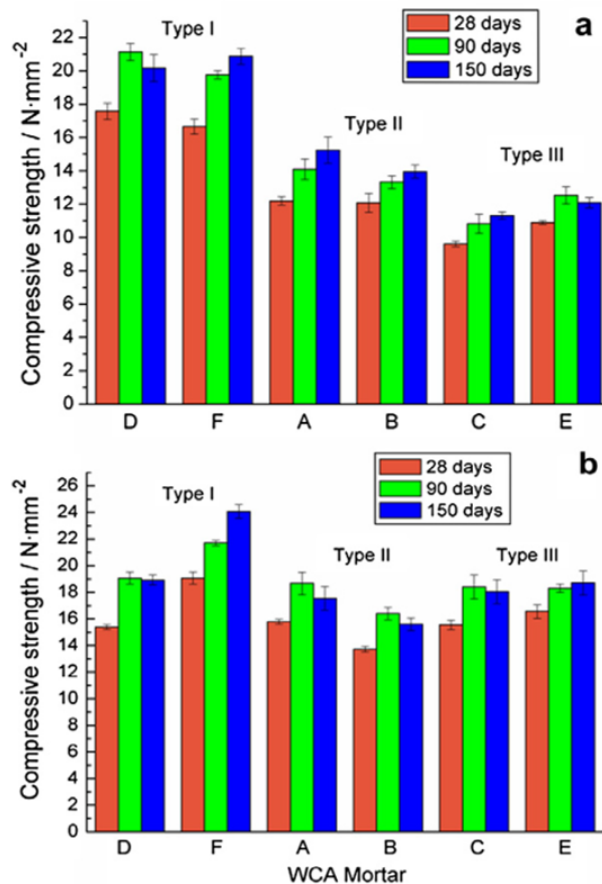 a
Type I
28 days
90 days
150 days
Type II
Type III
Compressive strength / N·mm-2
22
20
18
16
14
12
10
8
6
4
2
0
D F A B C E
b
28 days
90 days
150 days
Type I
Type II
Type III
Compressive strength / N·mm-2
26
24
22
20
18
16
14
12
10
8
6
4
2
0
D F A B C E
WCA Mortar